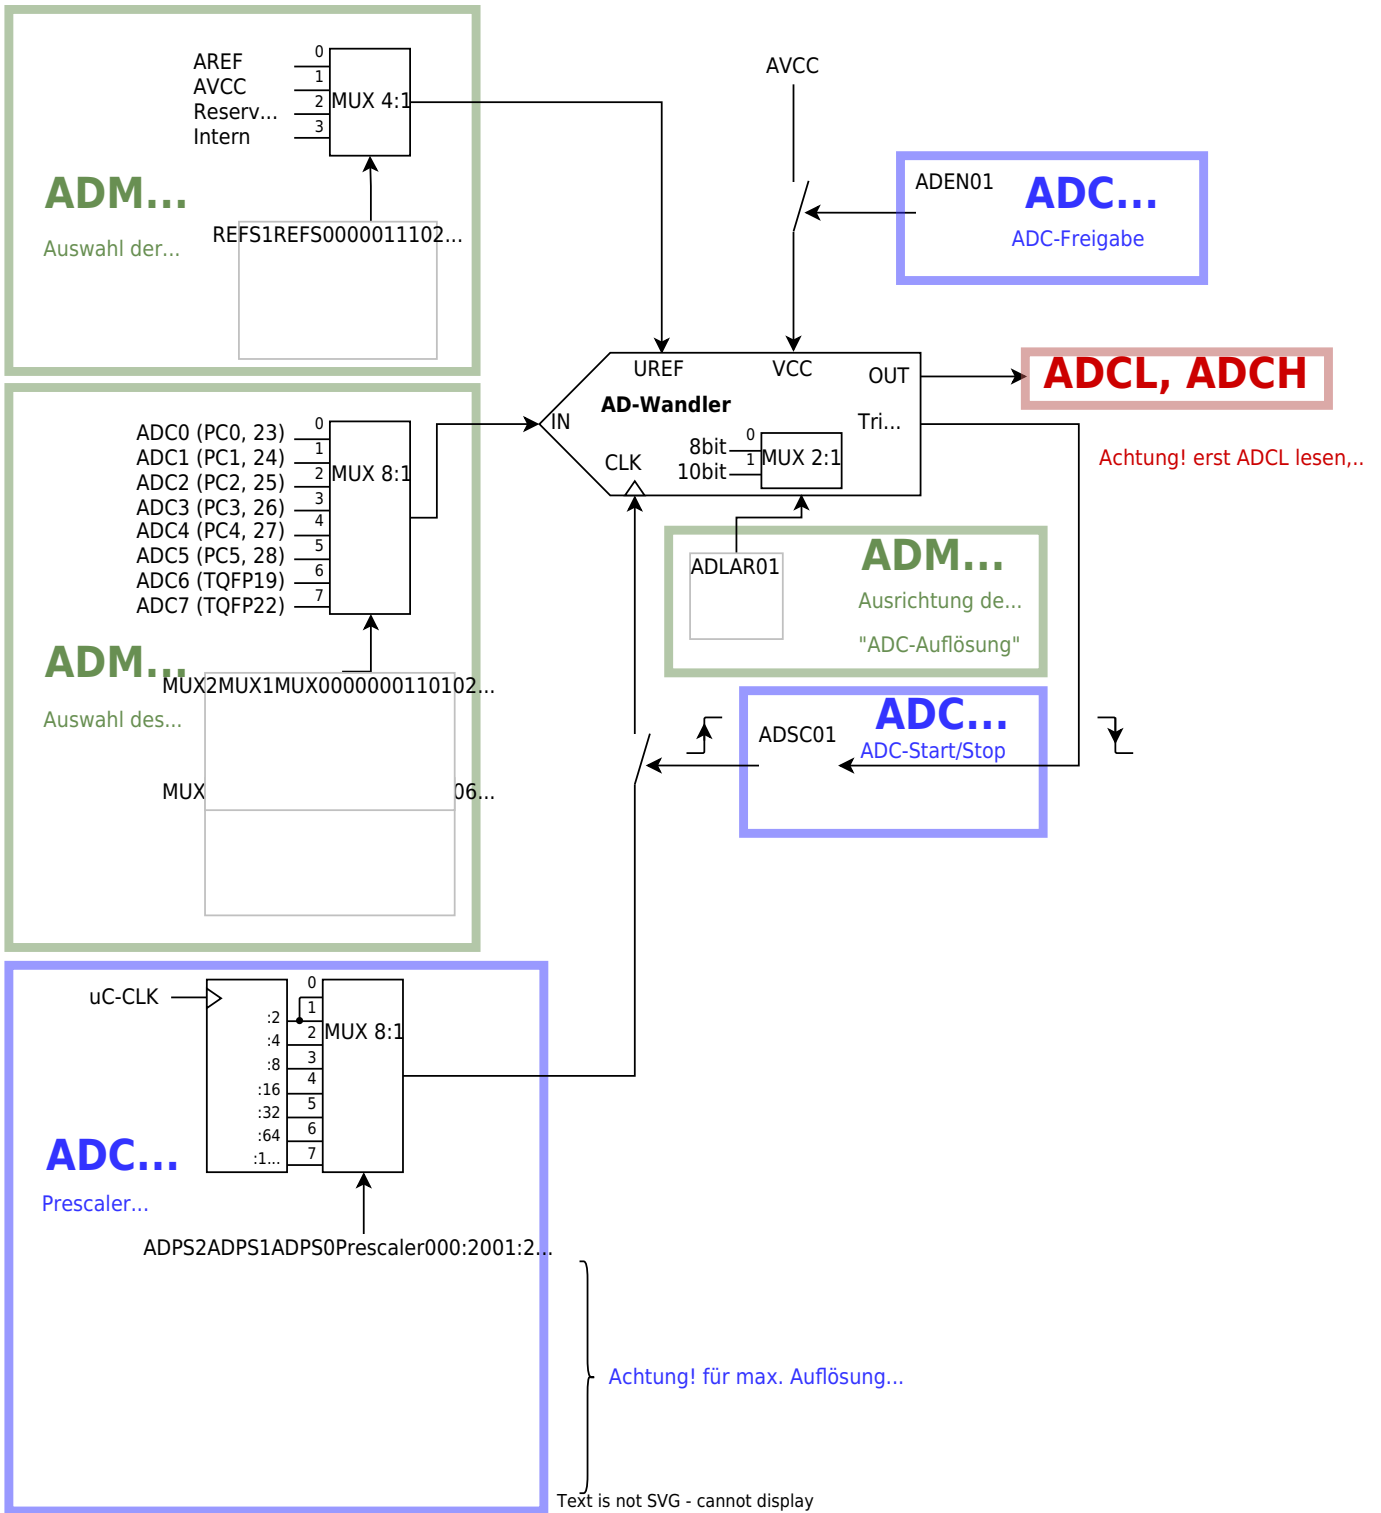 AREF
AVCC
Reserv...
Intern
0
1
2
3
MUX 4:1
ADM...
Auswahl der...
REFS1REFS0000011102...
AVCC
ADEN01
ADC...
ADC-Freigabe
UREF
VCC
OUT
AD-Wandler
IN
Tri...
CLK
8bit
10bit
0
1
MUX 2:1
ADCL, ADCH
Achtung! erst ADCL lesen,..
ADC0 (PC0, 23)
ADC1 (PC1, 24)
ADC2 (PC2, 25)
ADC3 (PC3, 26)
ADC4 (PC4, 27)
ADC5 (PC5, 28)
ADC6 (TQFP19)
ADC7 (TQFP22)
0
1
2
3
4
5
6
7
MUX 8:1
ADM...
Auswahl des...
MUX2MUX1MUX0000000110102...
MUX
06...
ADLAR01
ADM...
Ausrichtung de...
"ADC-Auflösung"
ADSC01
ADC...
ADC-Start/Stop
uC-CLK
:2
:4
:8
:16
:32
:64
:1...
0
1
2
3
4
5
6
7
MUX 8:1
ADC...
Prescaler...
ADPS2ADPS1ADPS0Prescaler000:2001:2...
Achtung! für max. Auflösung...
Text is not SVG - cannot display